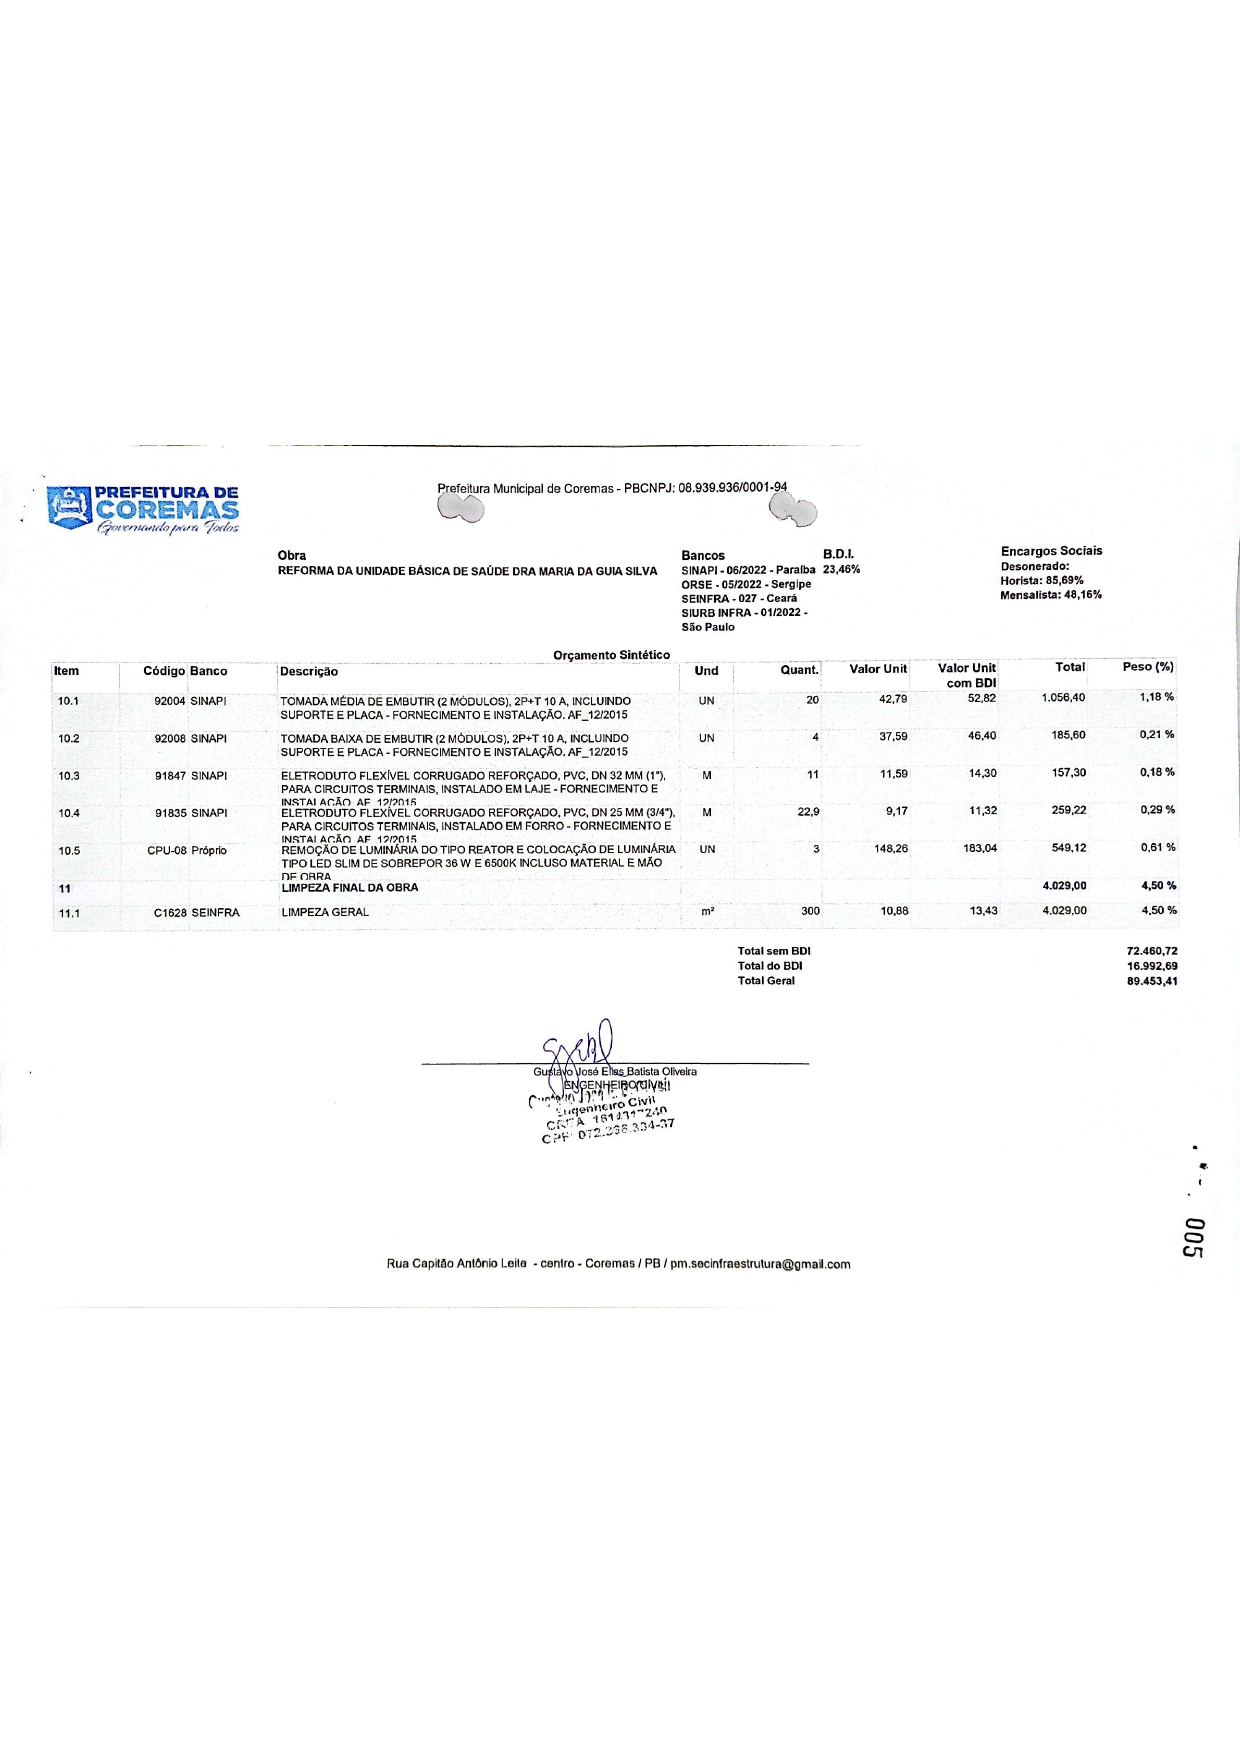 PREFEITURA DE
COREMAS
Governando para Todos
Prefeitura Municipal de Coremas - PBCNPJ: 08.939.936/0001-94
Obra
REFORMA DA UNIDADE BÁSICA DE SAÚDE DRA MARIA DA GUIA SILVA
Bancos
SINAPI - 06/2022 - Paraíba
ORSE - 05/2022 - Sergipe
SEINFRA - 027 - Ceará
SIURB INFRA - 01/2022 -
São Paulo
B.D.I.
23,46%
Encargos Sociais
Desonerado:
Horista: 85,69%
Mensalista: 48,16%
Orçamento Sintético
Item Código Banco Descrição Und Quant. Valor Unit Valor Unit com BDI Total Peso (%)
10.1 92004 SINAPI TOMADA MÉDIA DE EMBUTIR (2 MÓDULOS), 2P+T 10 A, INCLUINDO UN 20 42,79 52,82 1.056,40 1,18 %
SUPORTE E PLACA - FORNECIMENTO E INSTALAÇÃO. AF_12/2015
10.2 92008 SINAPI TOMADA BAIXA DE EMBUTIR (2 MÓDULOS), 2P+T 10 A, INCLUINDO UN 4 37,59 46,40 185,60 0,21 %
SUPORTE E PLACA - FORNECIMENTO E INSTALAÇÃO. AF_12/2015
10.3 91847 SINAPI ELETRODUTO FLEXÍVEL CORRUGADO REFORÇADO, PVC, DN 32 MM (1"), M 11 11,59 14,30 157,30 0,18 %
PARA CIRCUITOS TERMINAIS, INSTALADO EM LAJE - FORNECIMENTO E
INSTALAÇÃO. AF_12/2015
10.4 91835 SINAPI ELETRODUTO FLEXÍVEL CORRUGADO REFORÇADO, PVC, DN 25 MM (3/4"), M 22,9 9,17 11,32 259,22 0,29 %
PARA CIRCUITOS TERMINAIS, INSTALADO EM FORRO - FORNECIMENTO E
INSTALAÇÃO. AF_12/2015
10.5 CPU-08 Próprio REMOÇÃO DE LUMINÁRIA DO TIPO REATOR E COLOCAÇÃO DE LUMINÁRIA UN 3 148,26 183,04 549,12 0,61 %
TIPO LED SLIM DE SOBREPOR 36 W E 6500K INCLUSO MATERIAL E MÃO
DE OBRA
11 LIMPEZA FINAL DA OBRA 4.029,00 4,50 %
11.1 C1628 SEINFRA LIMPEZA GERAL m² 300 10,88 13,43 4.029,00 4,50 %
Total sem BDI 72.460,72
Total do BDI 16.992,69
Total Geral 89.453,41
Gustavo José Elias Batista Oliveira
ENGENHEIRO CIVIL
Engenheiro Civil
CREA
CPF:
Rua Capitão Antônio Leite - centro - Coremas / PB / pm.secinfraestrutura@gmail.com
005